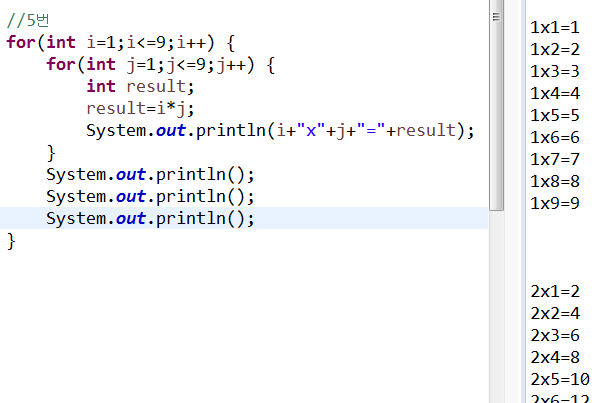 //5번
for(int i=1;i<=9;i++) {
for(int j=1;j<=9;j++) {
int result;
result=i*j;
System.out.println(i+"x"+j+"="+result);
}
System.out.println();
System.out.println();
System.out.println();
}
1x1=1
1x2=2
1x3=3
1x4=4
1x5=5
1x6=6
1x7=7
1x8=8
1x9=9
2x1=2
2x2=4
2x3=6
2x4=8
2x5=10
2x6=12